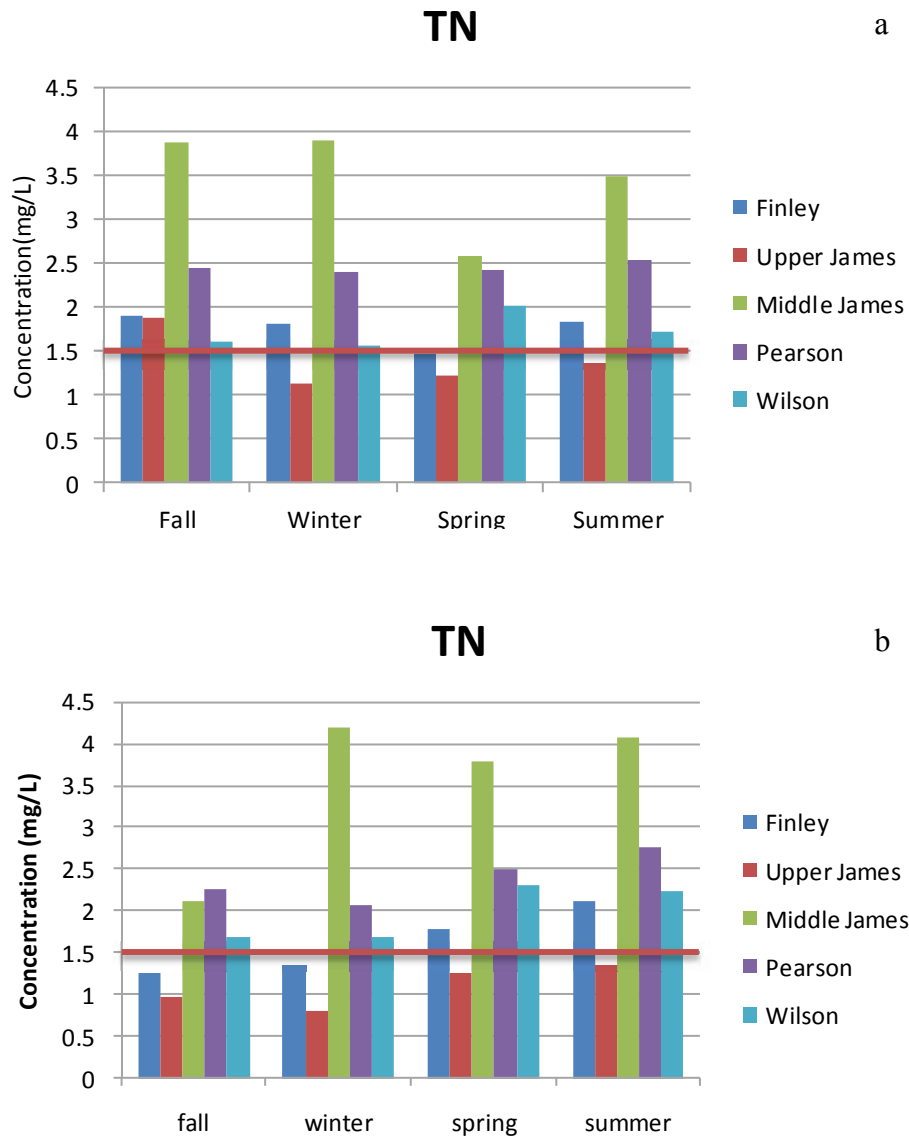 TN
a
Concentration(mg/L)
4.5
4
3.5
3
2.5
2
1.5
1
0.5
0
Fall Winter Spring Summer
Finley
Upper James
Middle James
Pearson
Wilson
TN
b
Concentration (mg/L)
4.5
4
3.5
3
2.5
2
1.5
1
0.5
0
fall winter spring summer
Finley
Upper James
Middle James
Pearson
Wilson